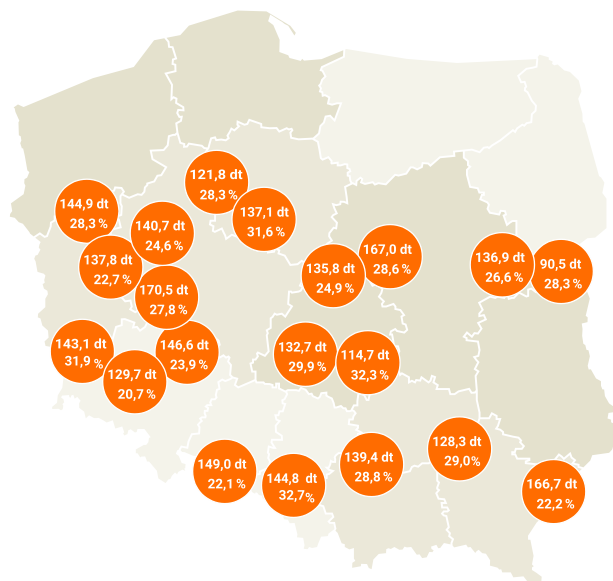 121,8 dt
28,3 %
144,9 dt
28,3 %
137,1 dt
31,6 %
140,7 dt
24,6 %
167,0 dt
28,6 %
137,8 dt
22,7 %
135,8 dt
24,9 %
136,9 dt
26,6 %
90,5 dt
28,3 %
170,5 dt
27,8 %
143,1 dt
31,9 %
146,6 dt
23,9 %
132,7 dt
29,9 %
114,7 dt
32,3 %
129,7 dt
20,7 %
128,3 dt
29,0%
149,0 dt
22,1 %
144,8 dt
32,7%
139,4 dt
28,8 %
166,7 dt
22,2 %